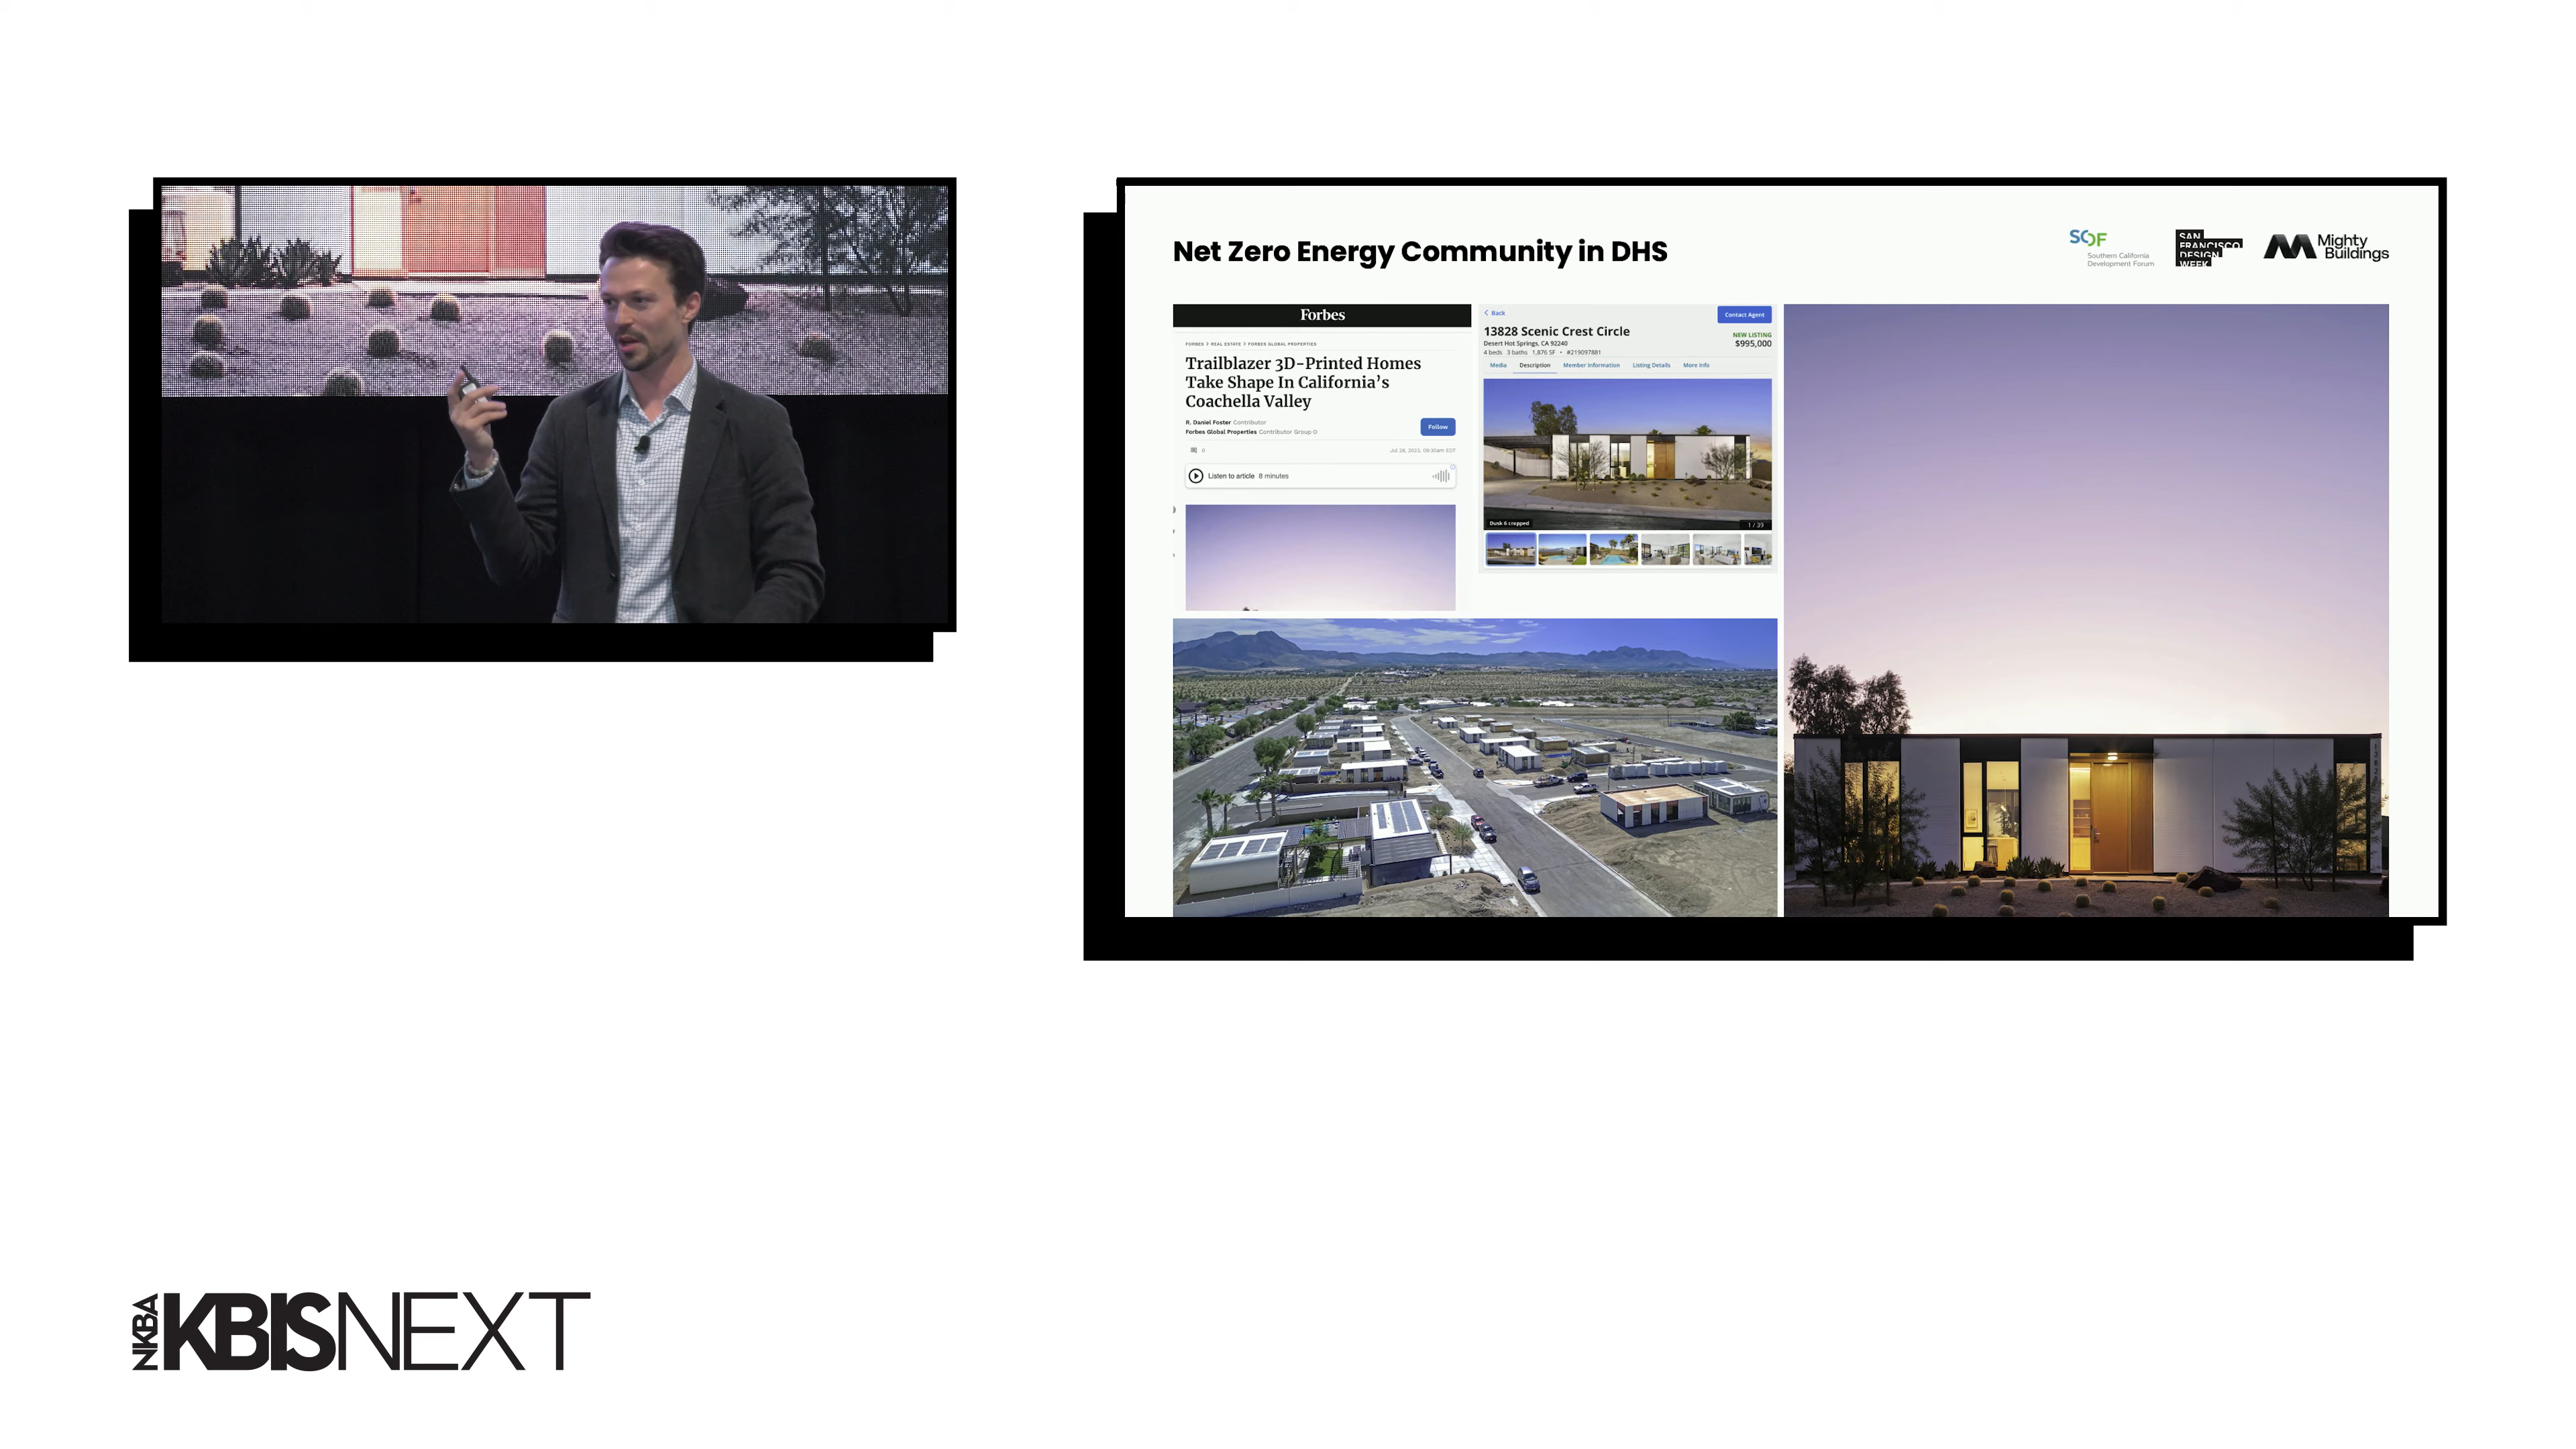 Net Zero Energy Community in DHS
SCDF
Southern California
Development Forum
SAN
FRANCISCO
DESIGN
WEEK
Mighty
Buildings
Forbes
FORBES > REAL ESTATE > FORBES GLOBAL PROPERTIES
Trailblazer 3D-Printed Homes
Take Shape In California's
Coachella Valley
R. Daniel Foster Contributor
Forbes Global Properties Contributor Group
Follow
0
Jul 28, 2023, 09:30am EDT
Listen to article 8 minutes
Back
Contact Agent
13828 Scenic Crest Circle
NEW LISTING
Desert Hot Springs, CA 92240
$995,000
4 beds 3 baths 1,876 SF • #219097881
Media Description Member Information Listing Details More Info
Dusk 6 cropped
1 / 39
NKBA
KBISNEXT